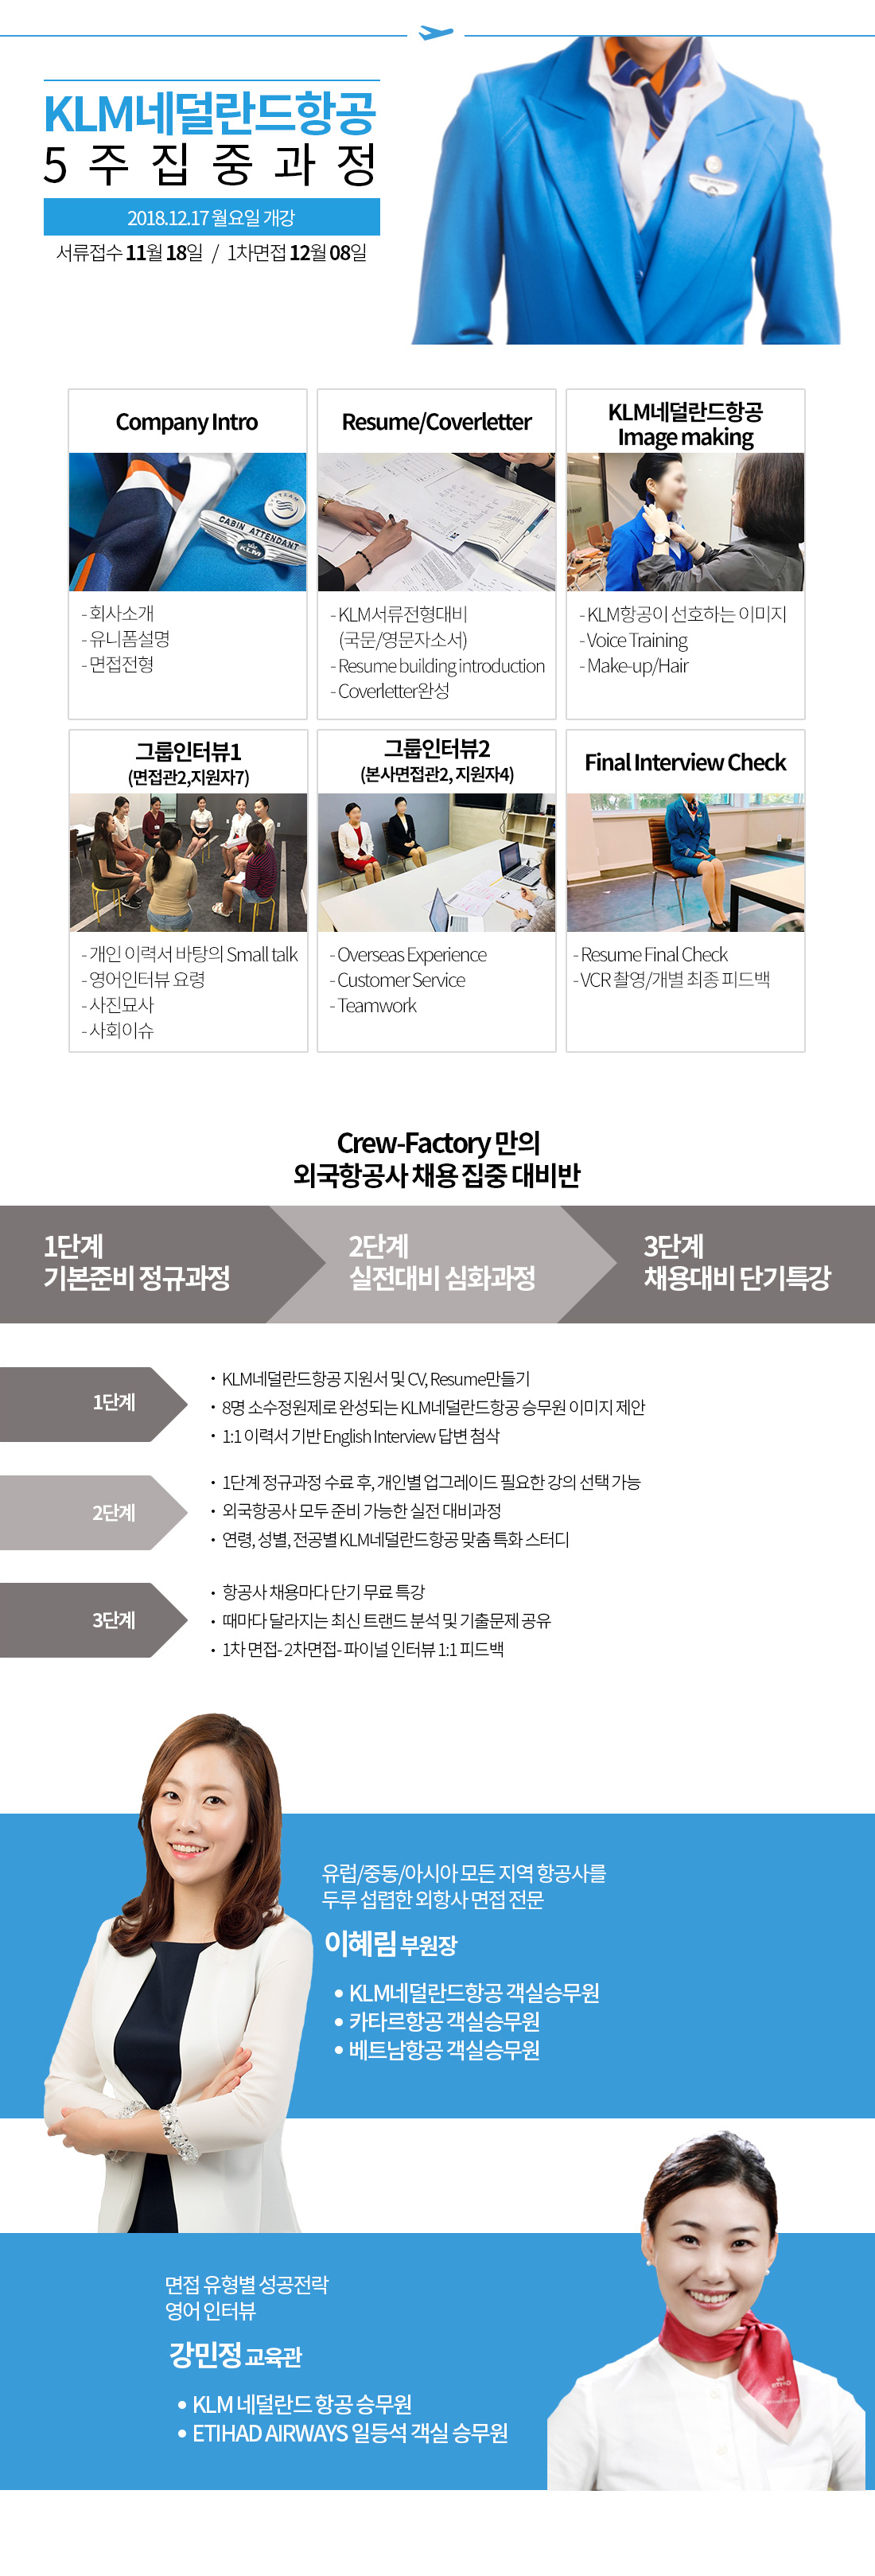 KLM네덜란드항공
5주집중과정
2018.12.17 월요일 개강
서류접수 11월 18일 / 1차면접 12월 08일
Company Intro
CABIN ATTENDANT
KLM
- 회사소개
- 유니폼설명
- 면접전형
Resume/Coverletter
- KLM서류전형대비
(국문/영문자소서)
- Resume building introduction
- Coverletter완성
KLM네덜란드항공
Image making
- KLM항공이 선호하는 이미지
- Voice Training
- Make-up/Hair
그룹인터뷰1
(면접관2,지원자7)
- 개인 이력서 바탕의 Small talk
- 영어인터뷰 요령
- 사진묘사
- 사회이슈
그룹인터뷰2
(본사면접관2, 지원자4)
- Overseas Experience
- Customer Service
- Teamwork
Final Interview Check
- Resume Final Check
- VCR 촬영/개별 최종 피드백
Crew-Factory 만의
외국항공사 채용 집중 대비반
1단계
기본준비 정규과정
2단계
실전대비 심화과정
3단계
채용대비 단기특강
1단계
• KLM네덜란드항공 지원서 및 CV, Resume만들기
• 8명 소수정원제로 완성되는 KLM네덜란드항공 승무원 이미지 제안
• 1:1 이력서 기반 English Interview 답변 첨삭
2단계
• 1단계 정규과정 수료 후, 개인별 업그레이드 필요한 강의 선택 가능
• 외국항공사 모두 준비 가능한 실전 대비과정
• 연령, 성별, 전공별 KLM네덜란드항공 맞춤 특화 스터디
3단계
• 항공사 채용마다 단기 무료 특강
• 때마다 달라지는 최신 트랜드 분석 및 기출문제 공유
• 1차 면접- 2차면접- 파이널 인터뷰 1:1 피드백
유럽/중동/아시아 모든 지역 항공사를
두루 섭렵한 외항사 면접 전문
이혜림 부원장
• KLM네덜란드항공 객실승무원
• 카타르항공 객실승무원
• 베트남항공 객실승무원
면접 유형별 성공전략
영어 인터뷰
강민정 교육관
• KLM 네덜란드 항공 승무원
• ETIHAD AIRWAYS 일등석 객실 승무원